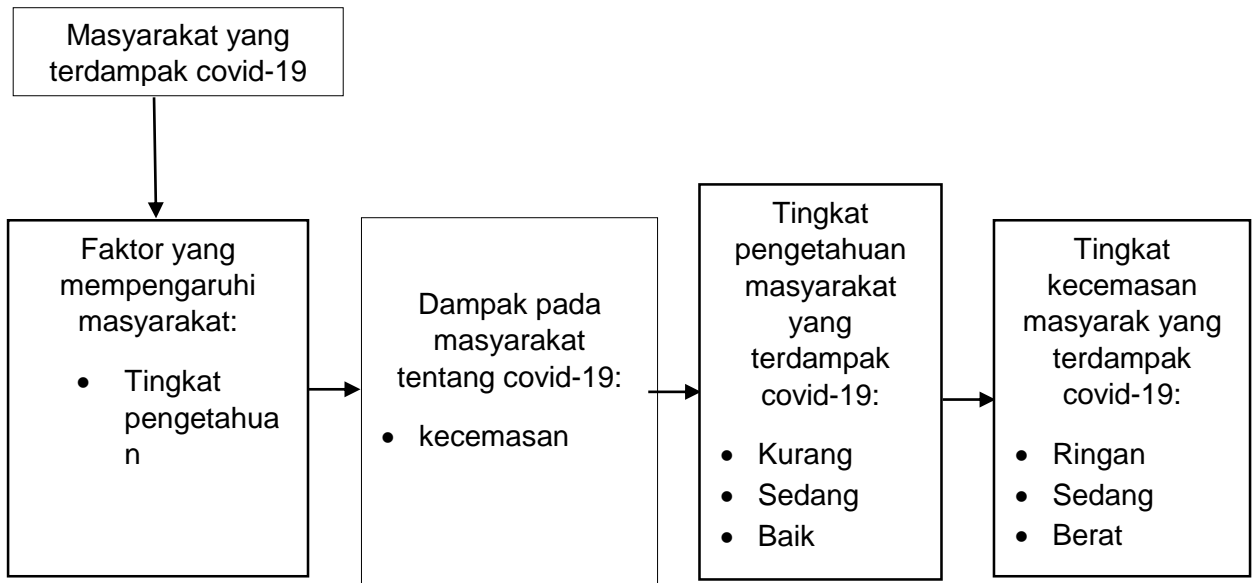 Masyarakat yang
terdampak covid-19
Faktor yang
mempengaruhi
masyarakat:
• Tingkat
pengetahua
n
Dampak pada
masyarakat
tentang covid-19:
• kecemasan
Tingkat
pengetahuan
masyarakat
yang
terdampak
covid-19:
• Kurang
• Sedang
• Baik
Tingkat
kecemasan
masyarak yang
terdampak
covid-19:
• Ringan
• Sedang
• Berat